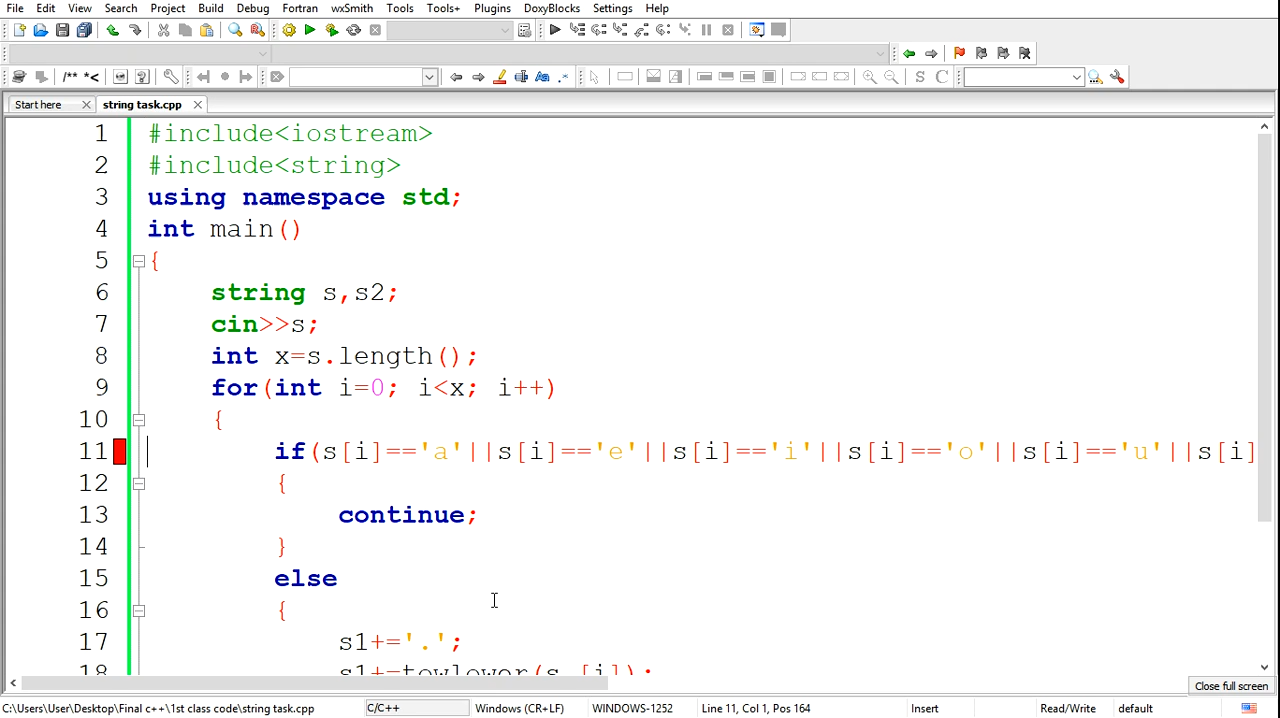 File Edit View Search Project Build Debug Fortran wxSmith Tools Tools+ Plugins DoxyBlocks Settings Help
/** *<
S C
Start here string task.cpp
1 #include<iostream>
2 #include<string>
3 using namespace std;
4 int main()
5 {
6 string s,s2;
7 cin>>s;
8 int x=s.length();
9 for(int i=0; i<x; i++)
10 {
11 if(s[i]=='a'||s[i]=='e'||s[i]=='i'||s[i]=='o'||s[i]=='u'||s[i]
12 {
13 continue;
14 }
15 else
16 {
17 s1+='.';
18 s1+=towlower(s [i]);
Close full screen
C:\Users\User\Desktop\Final c++\1st class code\string task.cpp C/C++ Windows (CR+LF) WINDOWS-1252 Line 11, Col 1, Pos 164 Insert Read/Write default